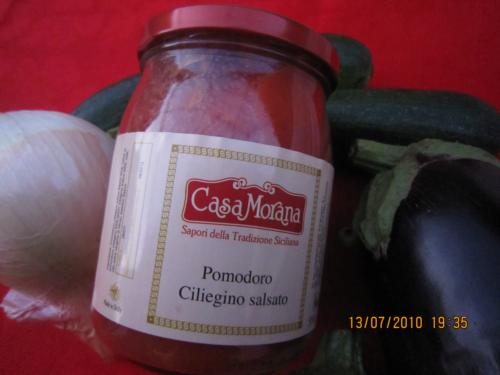 Casa Morana
Sapori della Tradizione Siciliana
Pomodoro
Ciliegino salsato
13/07/2010 19:35